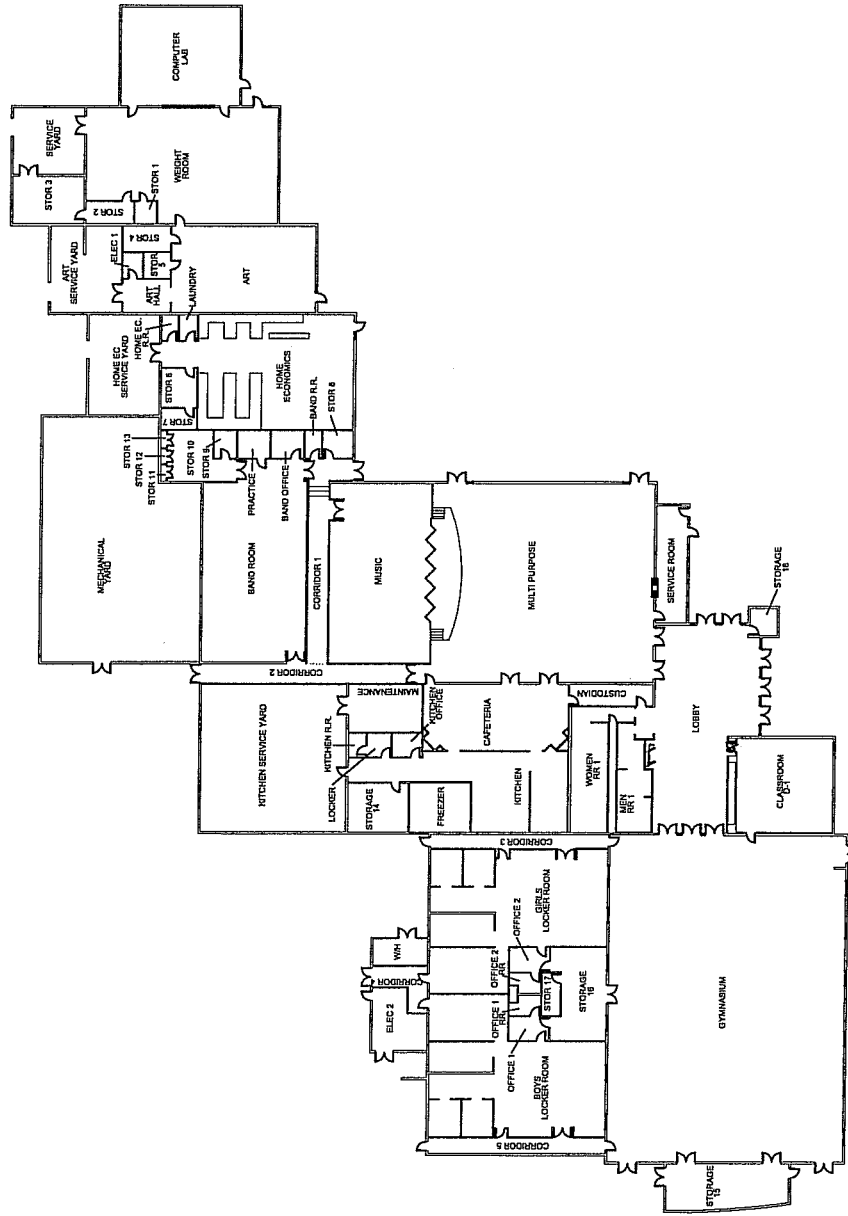 COMPUTER
LAB
SERVICE
YARD
WEIGHT
ROOM
STOR 3
STOR 2
STOR 1
ART
SERVICE YARD
ELEC 1
STOR 4
STOR
5
ART
HALL
LAUNDRY
ART
HOME EC
SERVICE YARD
HOME EC.
R.R.
STOR 6
STOR 7
HOME
ECONOMICS
STOR 13
STOR 12
STOR 11
STOR 10
STOR 9
PRACTICE
BAND OFFICE
BAND R.R.
STOR 8
MECHANICAL
YARD
BAND ROOM
CORRIDOR 1
MUSIC
MULTI PURPOSE
SERVICE ROOM
STORAGE
18
CORRIDOR 2
KITCHEN SERVICE YARD
MAINTENANCE
KITCHEN R.R.
LOCKER
KITCHEN
OFFICE
CAFETERIA
CUSTODIAN
LOBBY
STORAGE
14
FREEZER
KITCHEN
WOMEN
RR 1
MEN
RR 1
CLASSROOM
D-1
CORRIDOR 3
GIRLS
LOCKER ROOM
OFFICE 2
OFFICE 2
RR
W/H
CORRIDOR 4
ELEC 2
OFFICE 1
RR
STOR 17
STORAGE
16
OFFICE 1
BOYS
LOCKER ROOM
CORRIDOR 5
GYMNASIUM
STORAGE
15